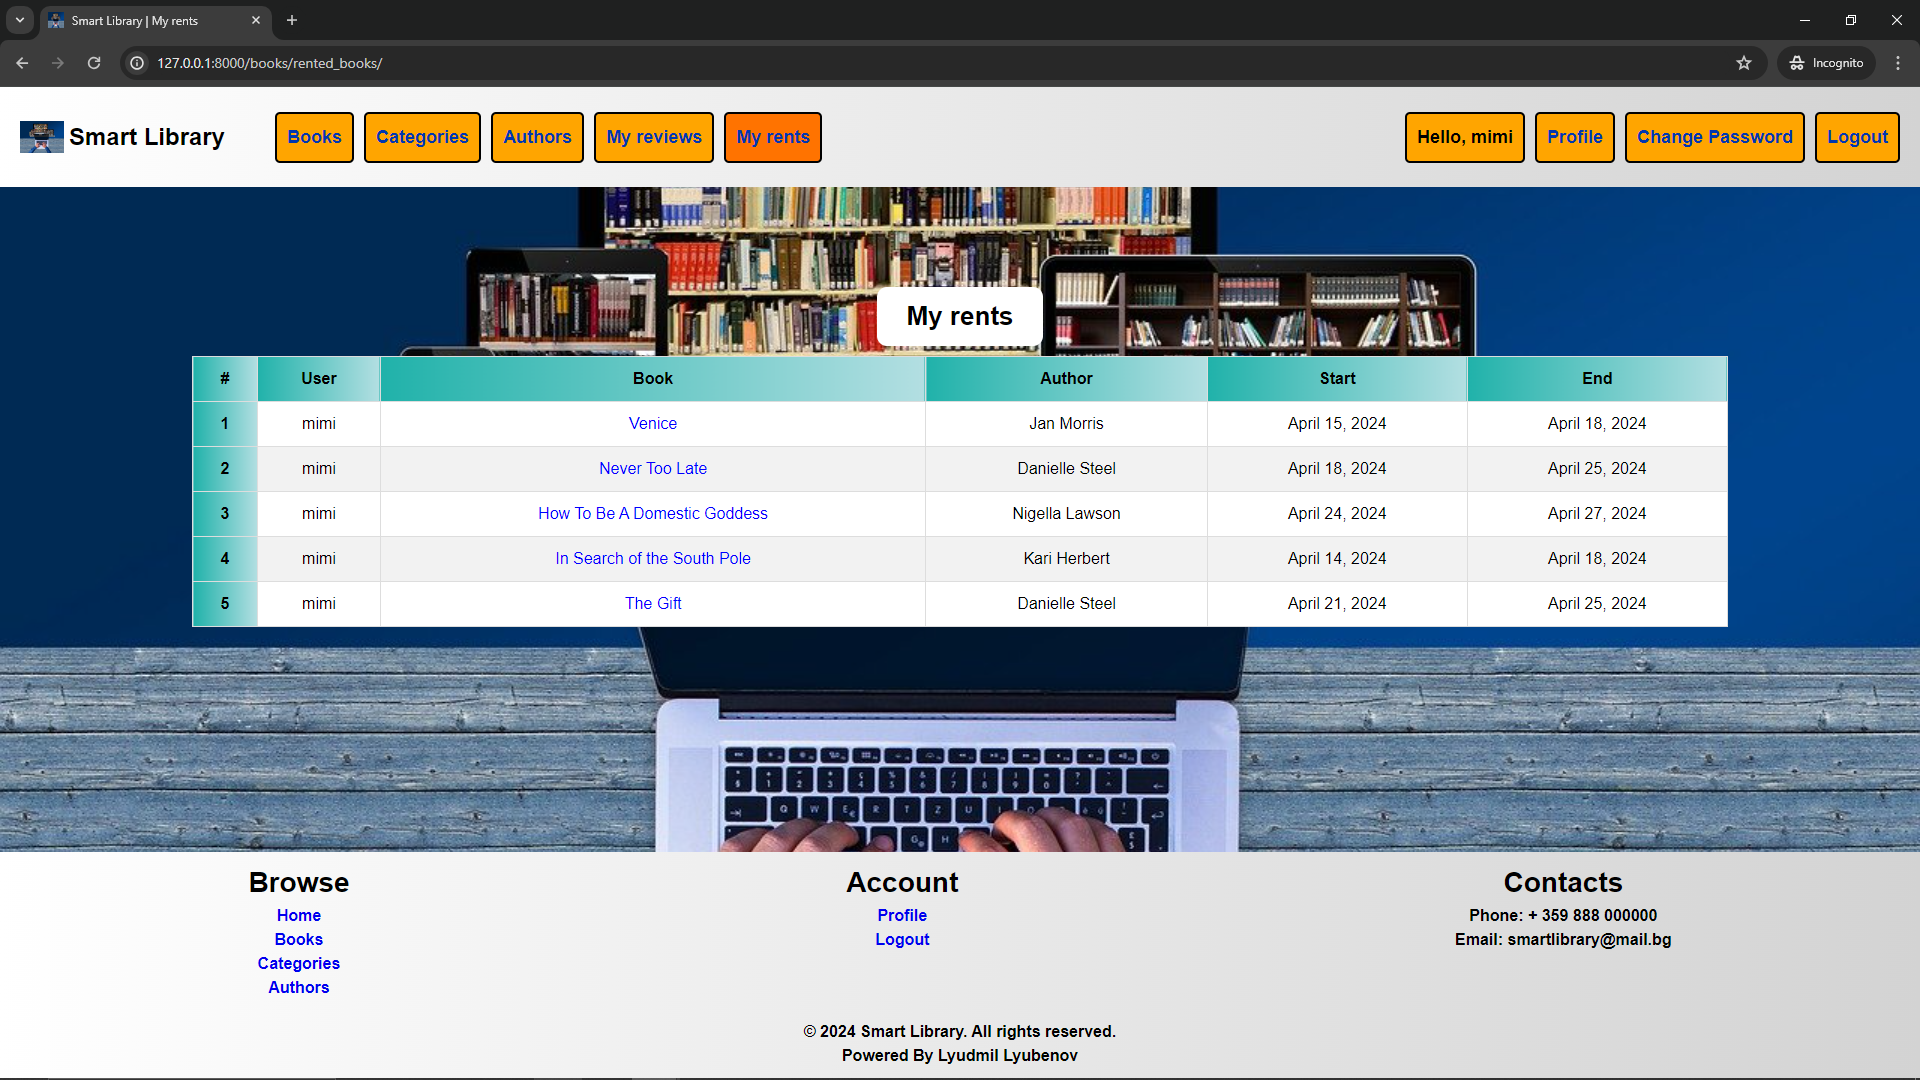 Smart Library | My rents
127.0.0.1:8000/books/rented_books/
Incognito
Smart Library
Books
Categories
Authors
My reviews
My rents
Hello, mimi
Profile
Change Password
Logout
My rents
# User Book Author Start End
1 mimi Venice Jan Morris April 15, 2024 April 18, 2024
2 mimi Never Too Late Danielle Steel April 18, 2024 April 25, 2024
3 mimi How To Be A Domestic Goddess Nigella Lawson April 24, 2024 April 27, 2024
4 mimi In Search of the South Pole Kari Herbert April 14, 2024 April 18, 2024
5 mimi The Gift Danielle Steel April 21, 2024 April 25, 2024
Browse
Home
Books
Categories
Authors
Account
Profile
Logout
Contacts
Phone: + 359 888 000000
Email: smartlibrary@mail.bg
© 2024 Smart Library. All rights reserved.
Powered By Lyudmil Lyubenov